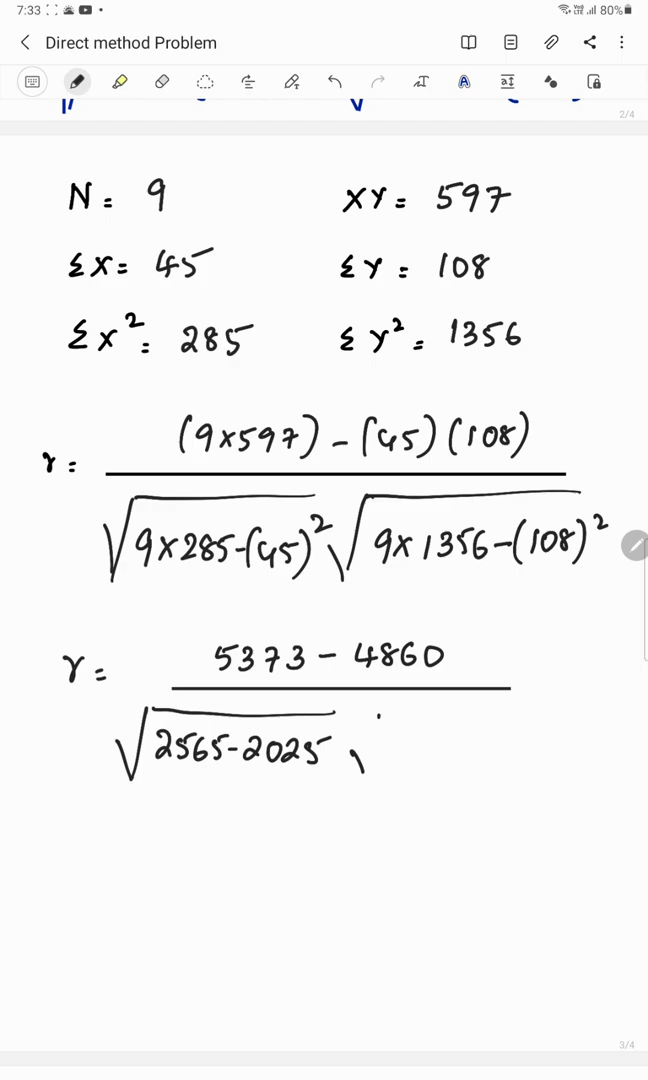 7:33 80%
Direct method Problem
2/4
N = 9 XY = 597
ΣX = 45 ΣY = 108
Σx² = 285 ΣY² = 1356
r = (9×597) - (45)(108)
√9×285-(45)² √9×1356-(108)²
r = 5373 - 4860
√2565-2025
3/4